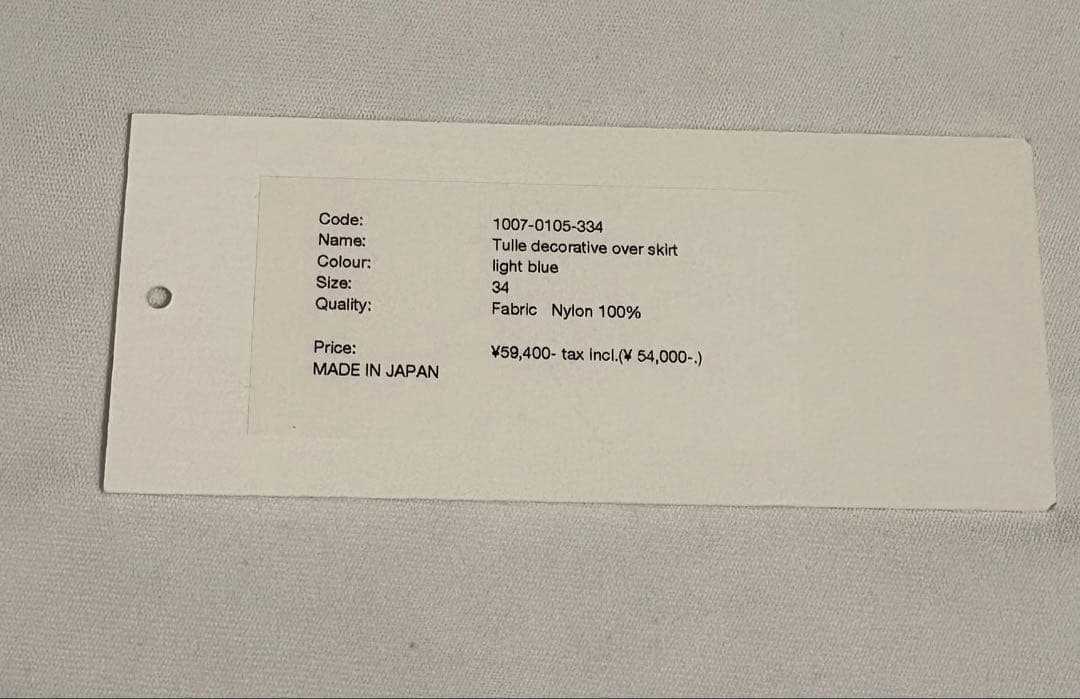 Code: 1007-0105-334
Name: Tulle decorative over skirt
Colour: light blue
Size: 34
Quality: Fabric Nylon 100%
Price: ¥59,400- tax incl.(¥ 54,000-.)
MADE IN JAPAN